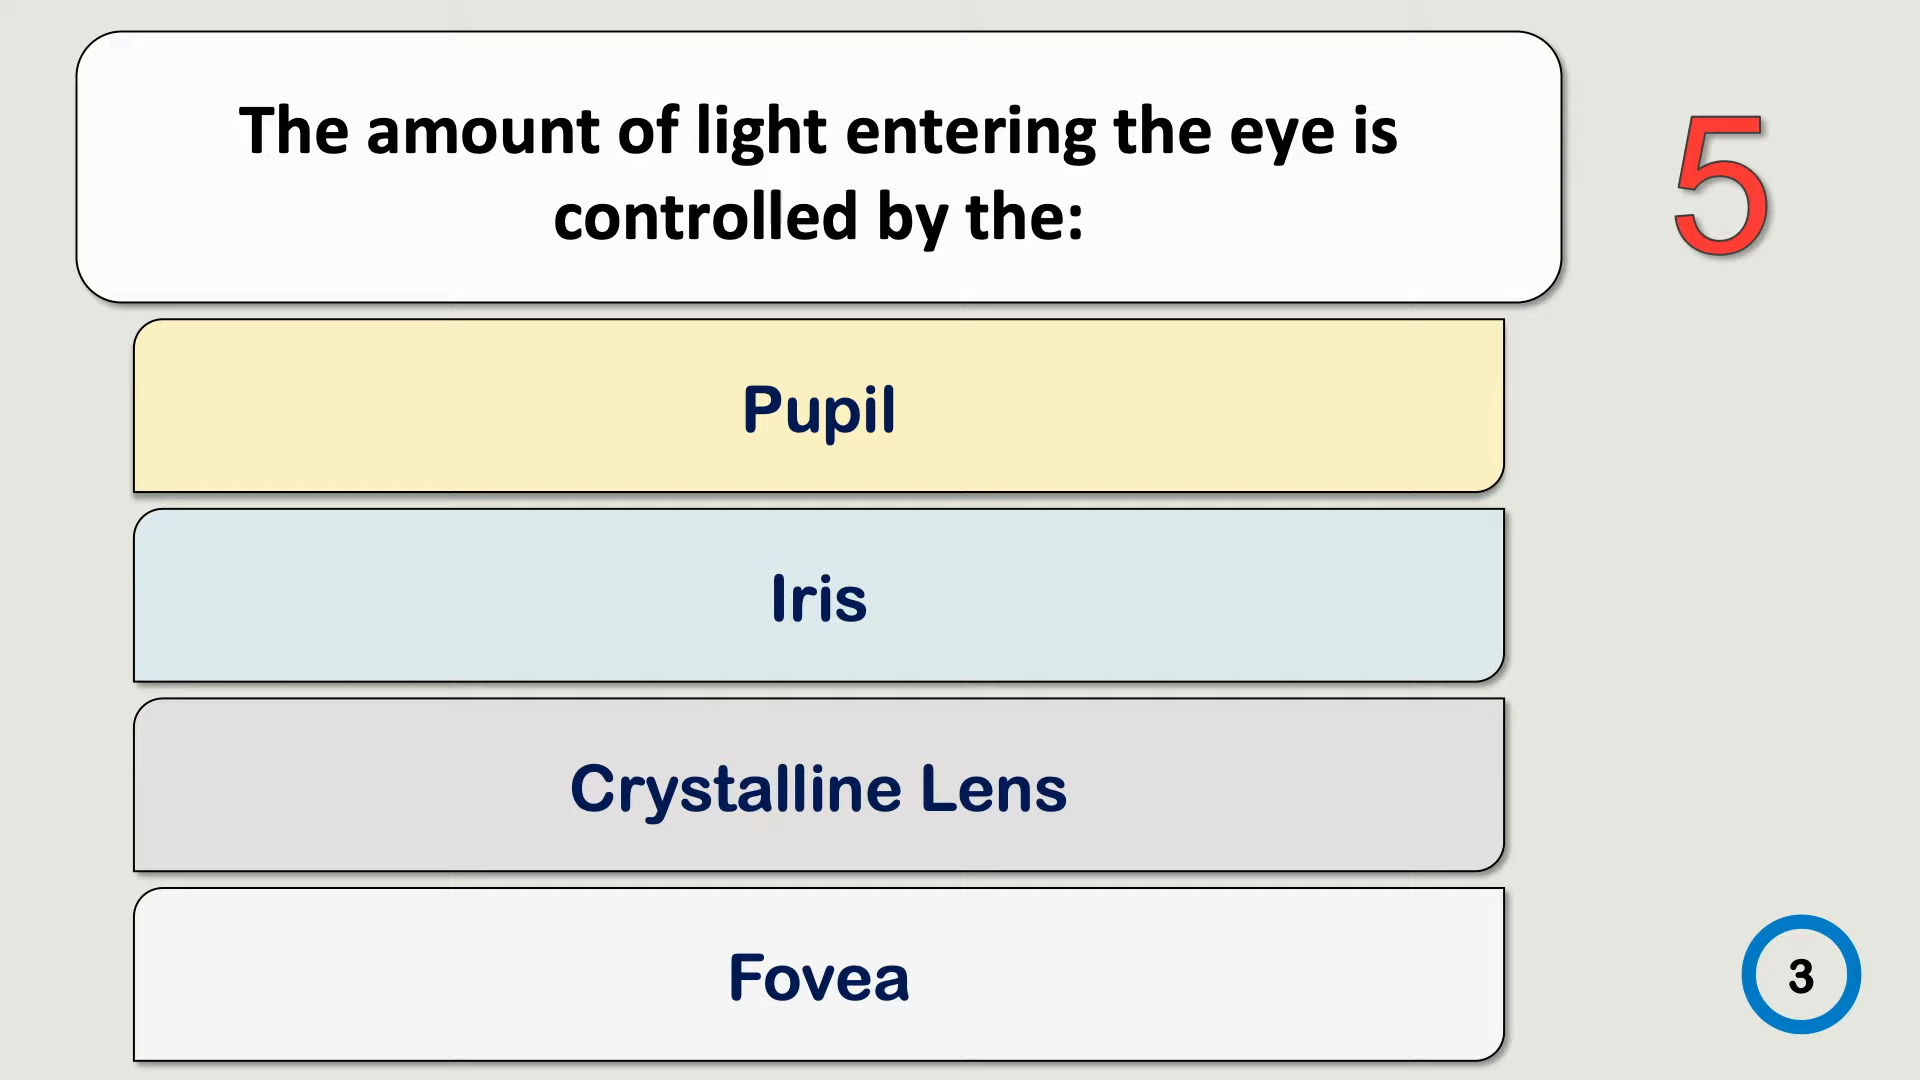 The amount of light entering the eye is
controlled by the:
5
Pupil
Iris
Crystalline Lens
Fovea
3